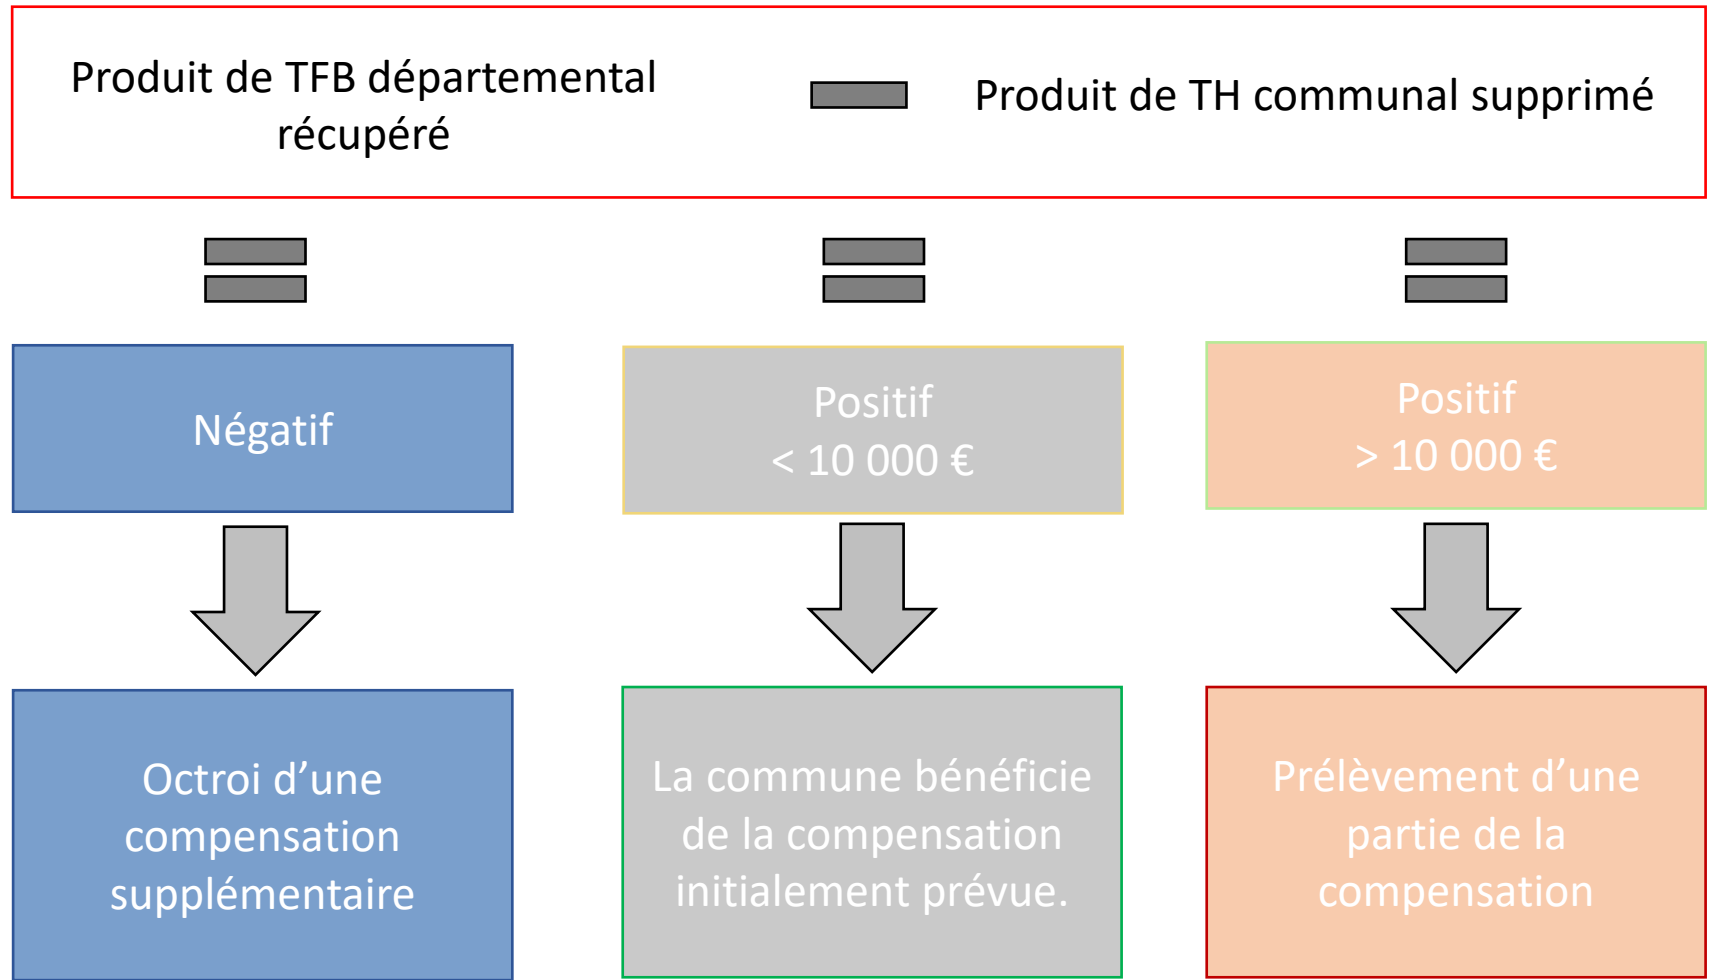 Produit de TFB départemental
récupéré
Produit de TH communal supprimé
Négatif
Positif
< 10 000 €
Positif
> 10 000 €
Octroi d’une
compensation
supplémentaire
La commune bénéficie
de la compensation
initialement prévue.
Prélèvement d’une
partie de la
compensation